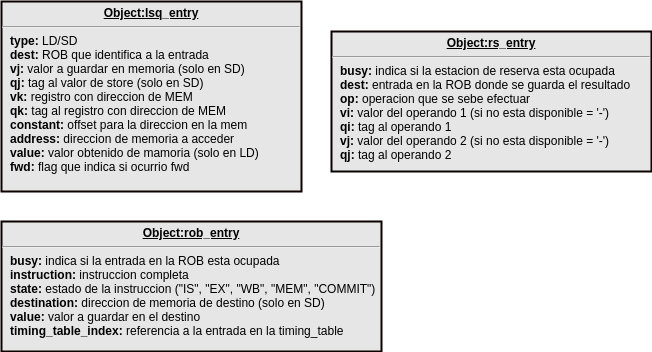 Object:lsq_entry
type: LD/SD
dest: ROB que identifica a la entrada
vj: valor a guardar en memoria (solo en SD)
qj: tag al valor de store (solo en SD)
vk: registro con direccion de MEM
qk: tag al registro con direccion de MEM
constant: offset para la direccion en la mem
address: direccion de memoria a acceder
value: valor obtenido de mamoria (solo en LD)
fwd: flag que indica si ocurrio fwd
Object:rs_entry
busy: indica si la estacion de reserva esta ocupada
dest: entrada en la ROB donde se guarda el resultado
op: operacion que se sebe efectuar
vi: valor del operando 1 (si no esta disponible = '-')
qi: tag al operando 1
vj: valor del operando 2 (si no esta disponible = '-')
qj: tag al operando 2
Object:rob_entry
busy: indica si la entrada en la ROB esta ocupada
instruction: instruccion completa
state: estado de la instruccion ("IS", "EX", "WB", "MEM", "COMMIT")
destination: direccion de memoria de destino (solo en SD)
value: valor a guardar en el destino
timing_table_index: referencia a la entrada en la timing_table